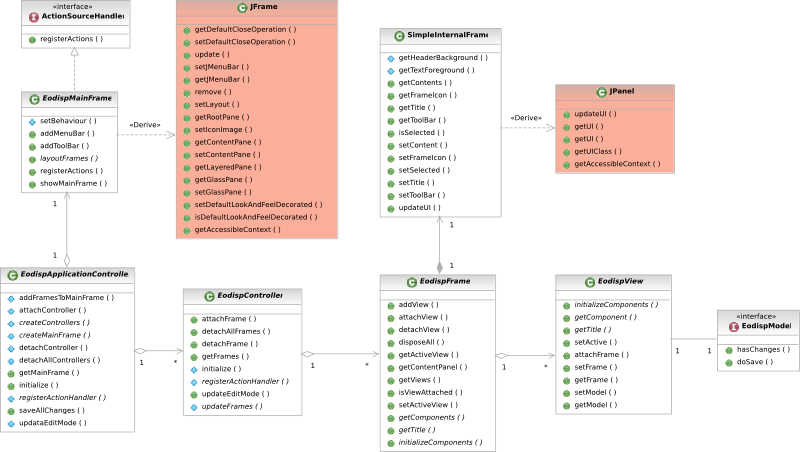 «interface»
ActionSourceHandler
registerActions ( )
JFrame
getDefaultCloseOperation ( )
setDefaultCloseOperation ( )
update ( )
setJMenuBar ( )
getJMenuBar ( )
remove ( )
setLayout ( )
getRootPane ( )
setIconImage ( )
getContentPane ( )
setContentPane ( )
getLayeredPane ( )
getGlassPane ( )
setGlassPane ( )
setDefaultLookAndFeelDecorated ( )
isDefaultLookAndFeelDecorated ( )
getAccessibleContext ( )
EodispMainFrame
setBehaviour ( )
addMenuBar ( )
addToolBar ( )
layoutFrames ( )
registerActions ( )
showMainFrame ( )
«Derive»
SimpleInternalFrame
getHeaderBackground ( )
getTextForeground ( )
getContents ( )
getFrameIcon ( )
getTitle ( )
getToolBar ( )
isSelected ( )
setContent ( )
setFrameIcon ( )
setSelected ( )
setTitle ( )
setToolBar ( )
updateUI ( )
«Derive»
JPanel
updateUI ( )
getUI ( )
getUI ( )
getUIClass ( )
getAccessibleContext ( )
1
1
1
1
EodispApplicationControlle
addFramesToMainFrame ( )
attachController ( )
createControllers ( )
createMainFrame ( )
detachController ( )
detachAllControllers ( )
getMainFrame ( )
initialize ( )
registerActionHandler ( )
saveAllChanges ( )
updataEditMode ( )
1
*
EodispController
attachFrame ( )
detachAllFrames ( )
detachFrame ( )
getFrames ( )
initialize ( )
registerActionHandler ( )
updateEditMode ( )
updateFrames ( )
1
*
EodispFrame
addView ( )
attachView ( )
detachView ( )
disposeAll ( )
getActiveView ( )
getContentPanel ( )
getViews ( )
isViewAttached ( )
setActiveView ( )
getComponents ( )
getTitle ( )
initializeComponents ( )
1
*
EodispView
initializeComponents ( )
getComponent ( )
getTitle ( )
setActive ( )
attachFrame ( )
setFrame ( )
getFrame ( )
setModel ( )
getModel ( )
1
1
«interface»
EodispModel
hasChanges ( )
doSave ( )